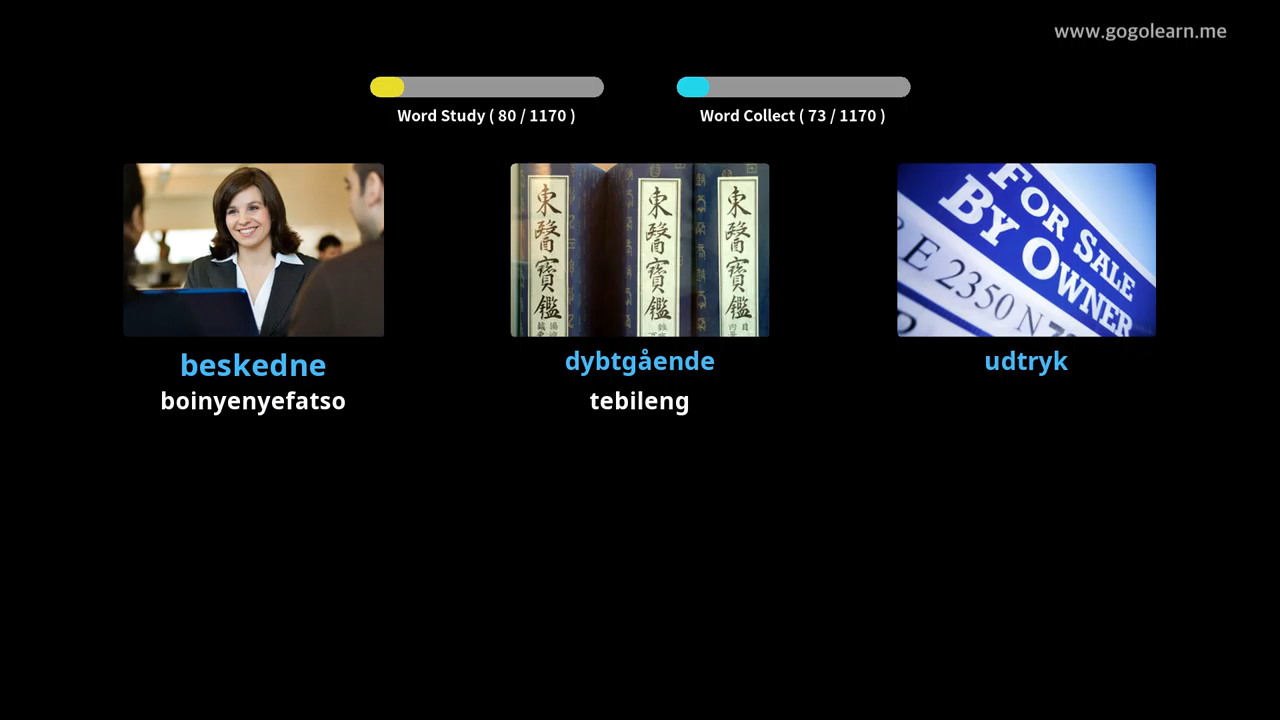 www.gogolearn.me
Word Study ( 80 / 1170 )
Word Collect ( 73 / 1170 )
東醫寶鑑
東醫寶鑑
東醫寶鑑
FOR SALE
BY OWNER
E 2350 N
beskedne
dybtgående
udtryk
boinyenyefatso
tebileng